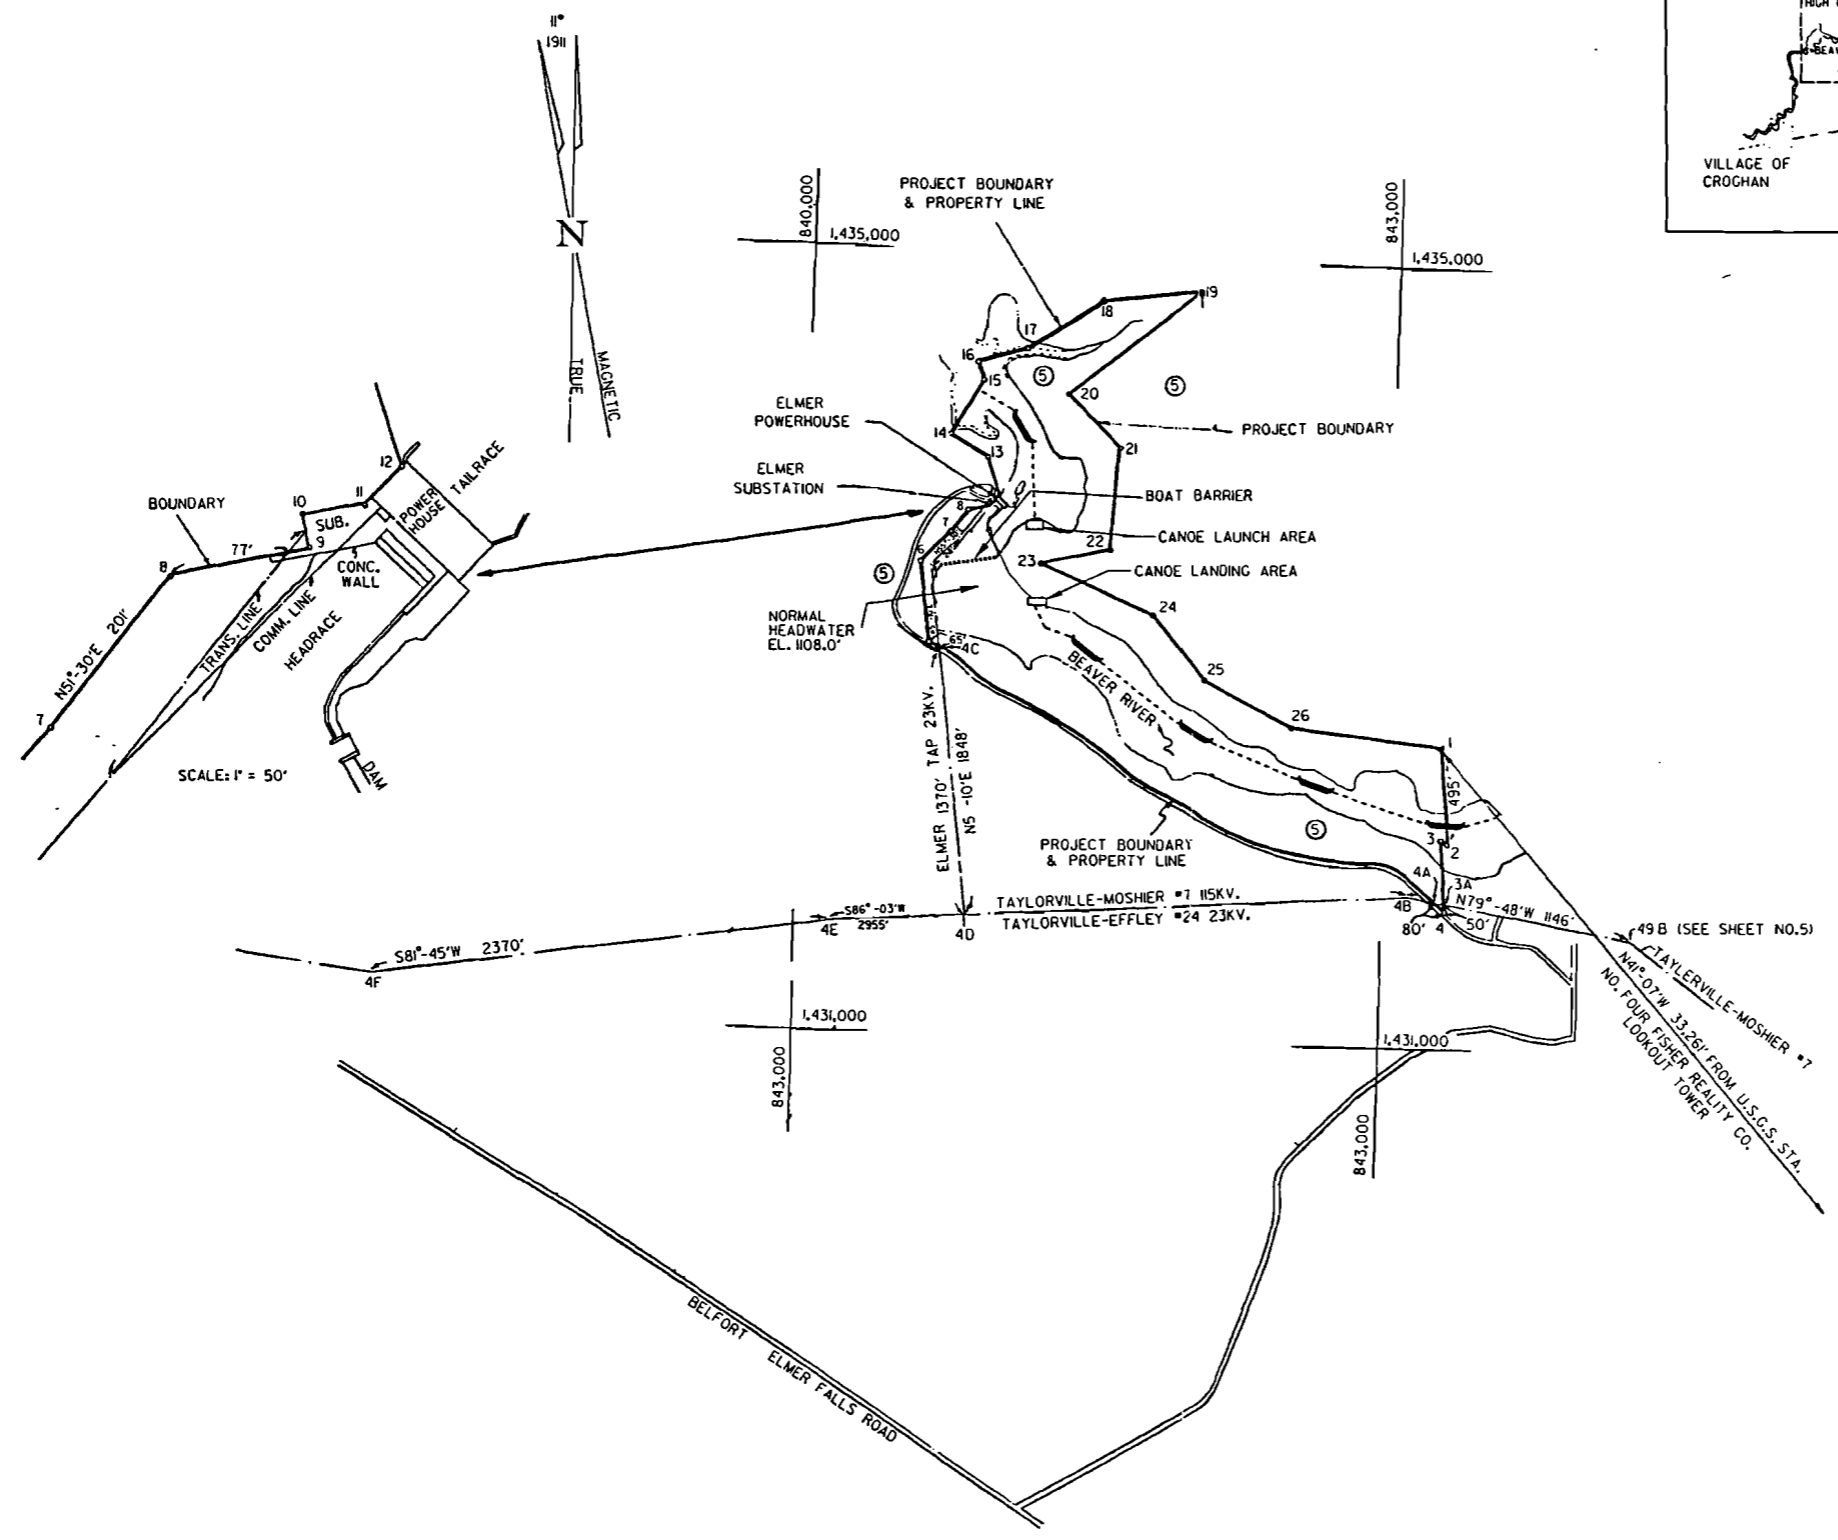 11°
1911
N
TRUE
MAGNETIC
VILLAGE OF
CROGHAN
840,000
1,435,000
PROJECT BOUNDARY
& PROPERTY LINE
843,000
1,435,000
19
18
17
16
15
5
5
20
ELMER
POWERHOUSE
14
13
PROJECT BOUNDARY
21
ELMER
SUBSTATION
BOAT BARRIER
8
7
6
CANOE LAUNCH AREA
22
23
CANOE LANDING AREA
5
NORMAL
HEADWATER
EL. 1108.0'
65'
4C
24
25
26
1
BEAVER RIVER
495'
12
TAILRACE
POWER
HOUSE
BOUNDARY
10
11
SUB.
9
77'
8
CONC.
WALL
TRANS. LINE
COMM. LINE
HEADRACE
N51°-30'E 201'
7
DAM
SCALE: 1" = 50'
ELMER 1370' TAP 23KV.
N5 -10'E 1848'
PROJECT BOUNDARY
& PROPERTY LINE
5
3
2
4A
3A
4B
80'
4
50'
N79°-48'W 1146'
49B (SEE SHEET NO.5)
TAYLORVILLE-MOSHIER #7 115KV.
TAYLORVILLE-EFFLEY #24 23KV.
S86°-03'W
2955'
4E
4D
S81°-45'W 2370'
4F
TAYLERVILLE-MOSHIER #7
N41°-07'W 33,261' FROM U.S.G.S. STA.
NO. FOUR FISHER REALITY CO.
LOOKOUT TOWER
1,431,000
843,000
1,431,000
843,000
BELFORT
ELMER FALLS ROAD